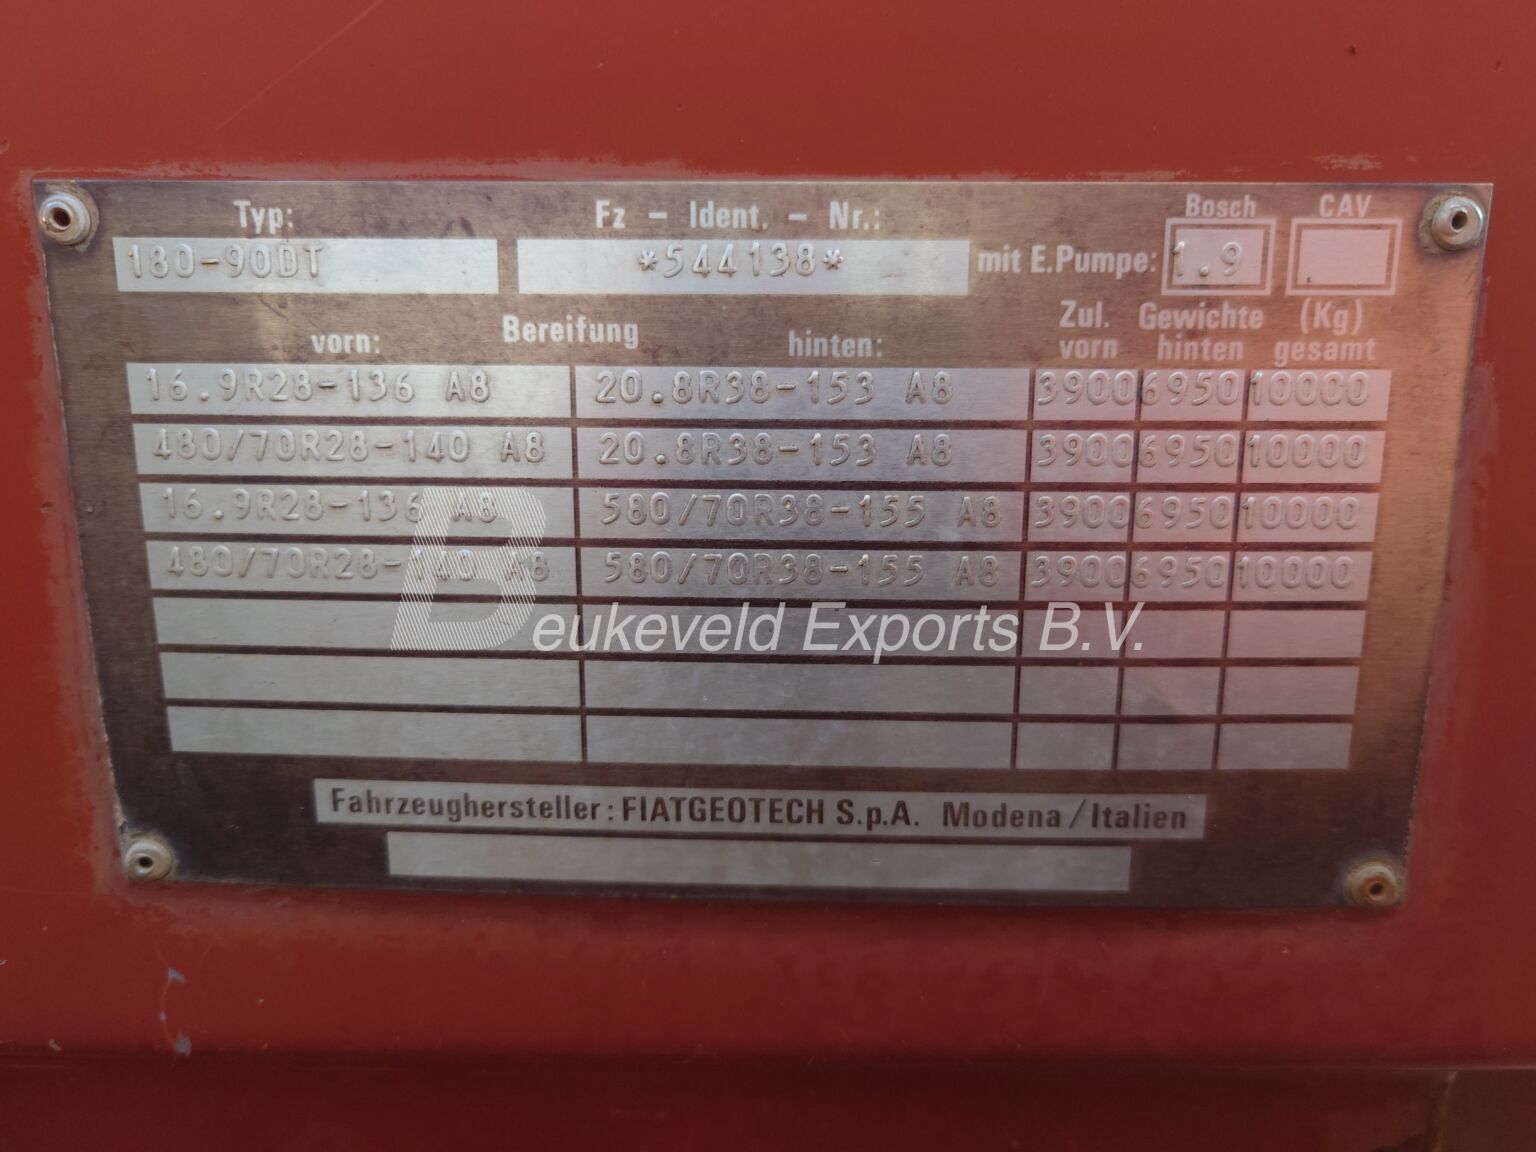 Typ: Fz - Ident. - Nr.: Bosch CAV
180-90DT *544138* mit E.Pumpe: 1.9
vorn: Bereifung hinten: Zul. Gewichte (Kg)
vorn hinten gesamt
16.9R28-136 A8 20.8R38-153 A8 3900 6950 10000
480/70R28-140 A8 20.8R38-153 A8 3900 6950 10000
16.9R28-136 A8 580/70R38-155 A8 3900 6950 10000
480/70R28-140 A8 580/70R38-155 A8 3900 6950 10000
Beukeveld Exports B.V.
Fahrzeughersteller: FIATGEOTECH S.p.A. Modena/Italien